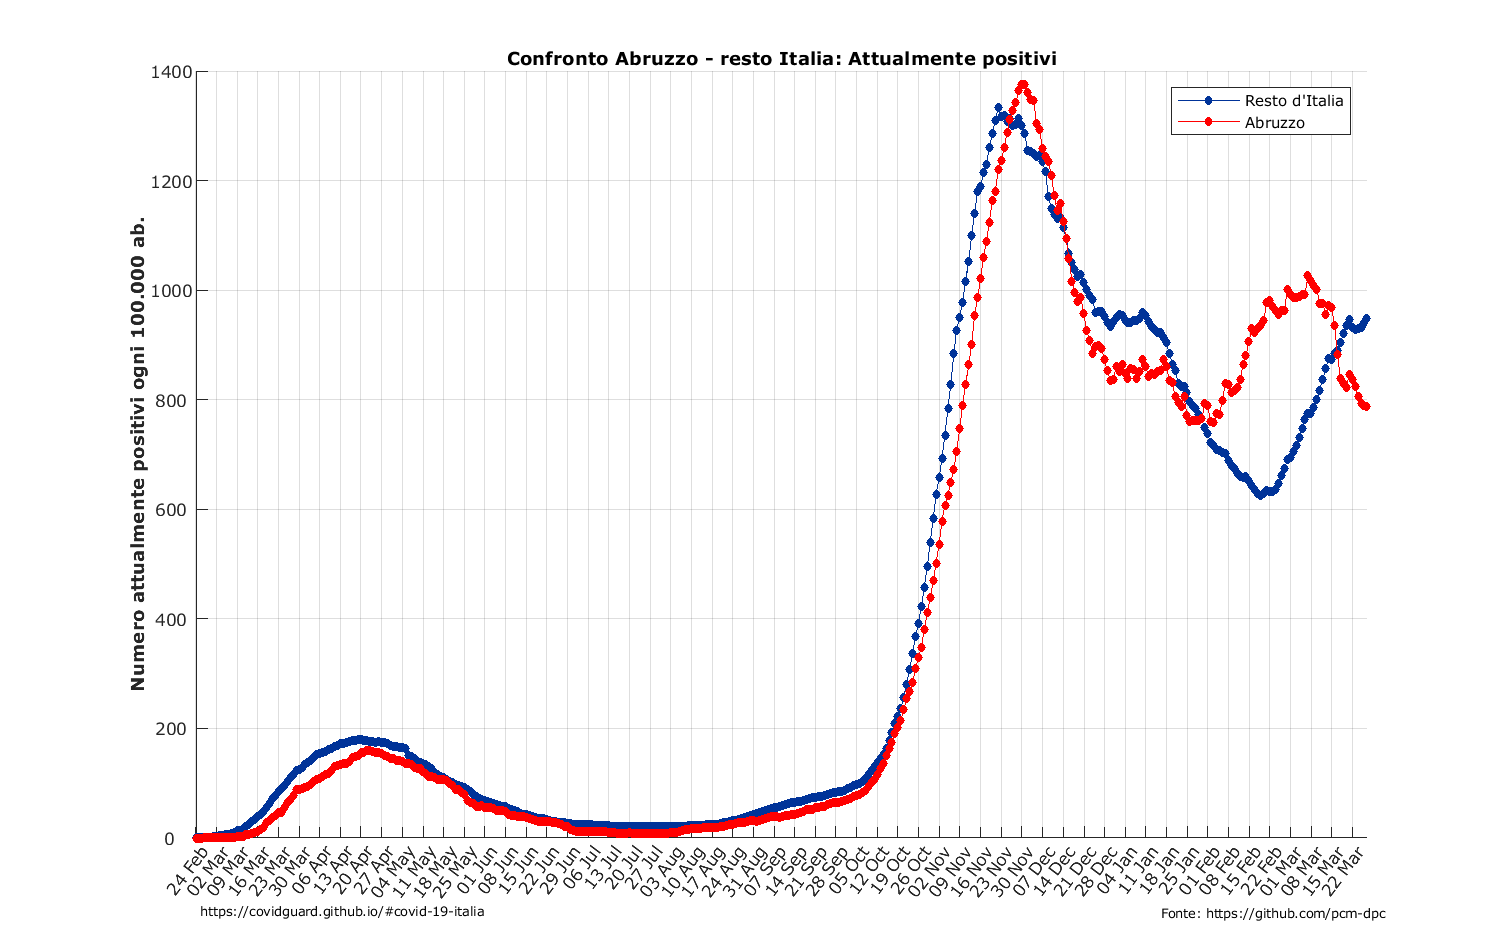 Confronto Abruzzo - resto Italia: Attualmente positivi
Numero attualmente positivi ogni 100.000 ab.
1400
1200
1000
800
600
400
200
0
Resto d'Italia
Abruzzo
24 Feb
02 Mar
09 Mar
16 Mar
23 Mar
30 Mar
06 Apr
13 Apr
20 Apr
27 Apr
04 May
11 May
18 May
25 May
01 Jun
08 Jun
15 Jun
22 Jun
29 Jun
06 Jul
13 Jul
20 Jul
27 Jul
03 Aug
10 Aug
17 Aug
24 Aug
31 Aug
07 Sep
14 Sep
21 Sep
28 Sep
05 Oct
12 Oct
19 Oct
26 Oct
02 Nov
09 Nov
16 Nov
23 Nov
30 Nov
07 Dec
14 Dec
21 Dec
28 Dec
04 Jan
11 Jan
18 Jan
25 Jan
01 Feb
08 Feb
15 Feb
22 Feb
01 Mar
08 Mar
15 Mar
22 Mar
https://covidguard.github.io/#covid-19-italia
Fonte: https://github.com/pcm-dpc